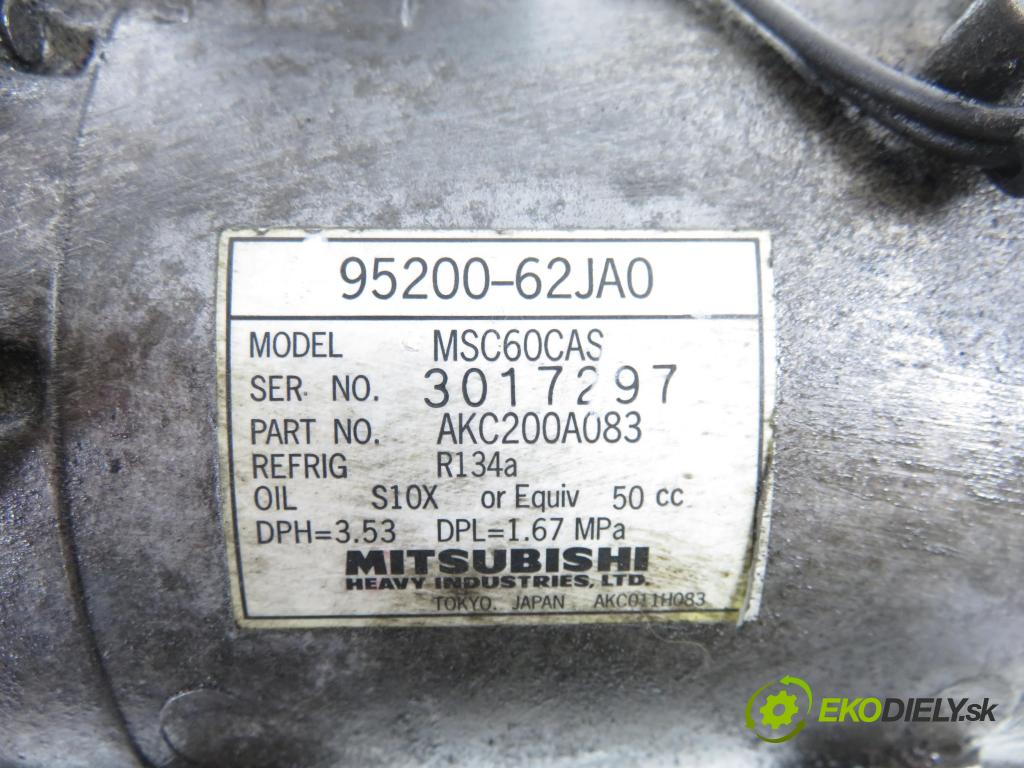 95200-62JA0
MODEL MSC60CAS
SER. NO. 3017297
PART NO. AKC200A083
REFRIG R134a
OIL S10X or Equiv 50 cc
DPH=3.53 DPL=1.67 MPa
MITSUBISHI
HEAVY INDUSTRIES, LTD.
TOKYO. JAPAN AKC011H083
EKODIELY.sk